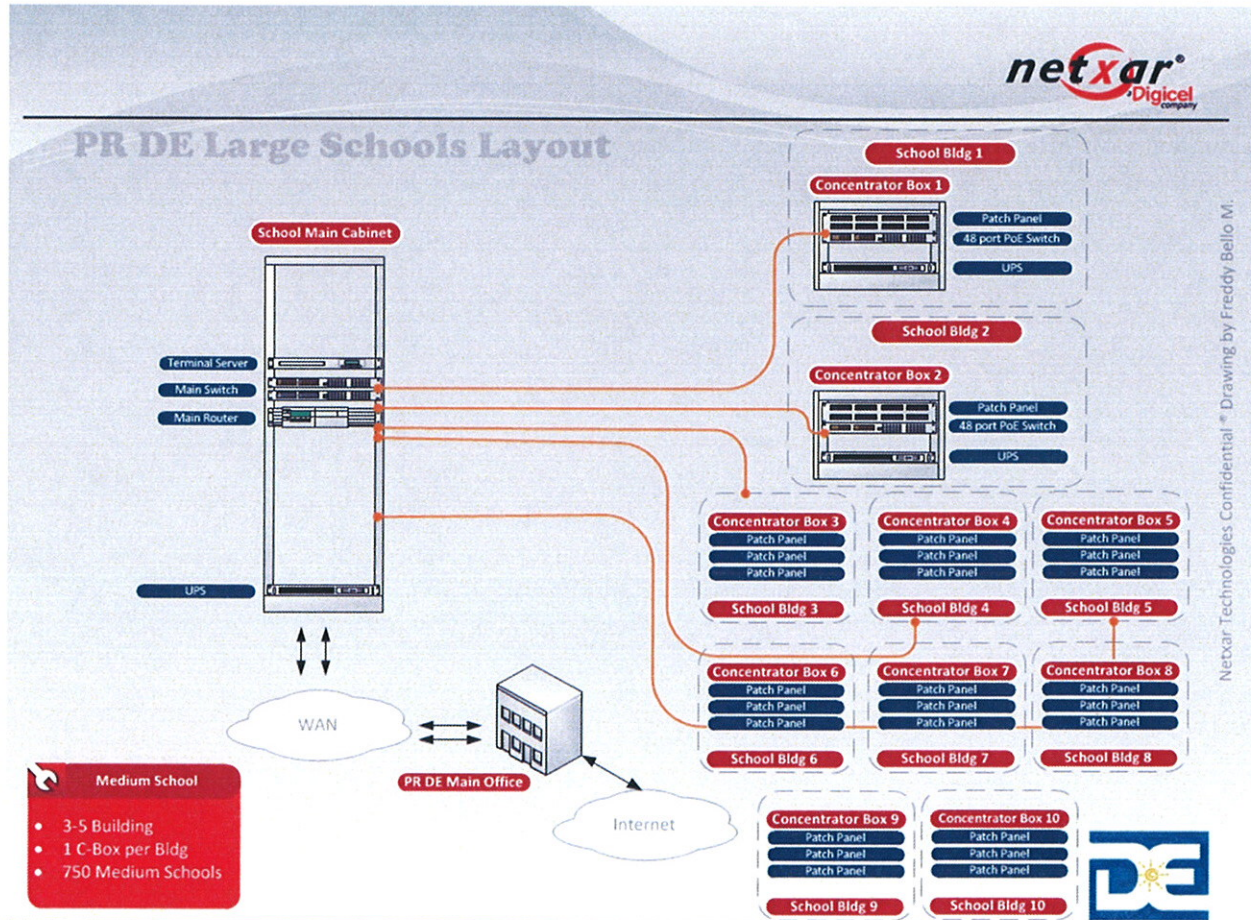 netxar®
a Digicel
company
PR DE Large Schools Layout
School Bldg 1
Concentrator Box 1
Patch Panel
48 port PoE Switch
UPS
School Main Cabinet
School Bldg 2
Concentrator Box 2
Patch Panel
48 port PoE Switch
UPS
Terminal Server
Main Switch
Main Router
UPS
Concentrator Box 3
Patch Panel
Patch Panel
Patch Panel
School Bldg 3
Concentrator Box 4
Patch Panel
Patch Panel
Patch Panel
School Bldg 4
Concentrator Box 5
Patch Panel
Patch Panel
Patch Panel
School Bldg 5
Concentrator Box 6
Patch Panel
Patch Panel
Patch Panel
School Bldg 6
Concentrator Box 7
Patch Panel
Patch Panel
Patch Panel
School Bldg 7
Concentrator Box 8
Patch Panel
Patch Panel
Patch Panel
School Bldg 8
WAN
PR DE Main Office
Internet
Medium School
• 3-5 Building
• 1 C-Box per Bldg
• 750 Medium Schools
Concentrator Box 9
Patch Panel
Patch Panel
Patch Panel
School Bldg 9
Concentrator Box 10
Patch Panel
Patch Panel
Patch Panel
School Bldg 10
DE
Netxar Technologies Confidential ® Drawing by Freddy Bello M.